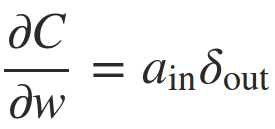 ∂C/∂w = a_in δ_out